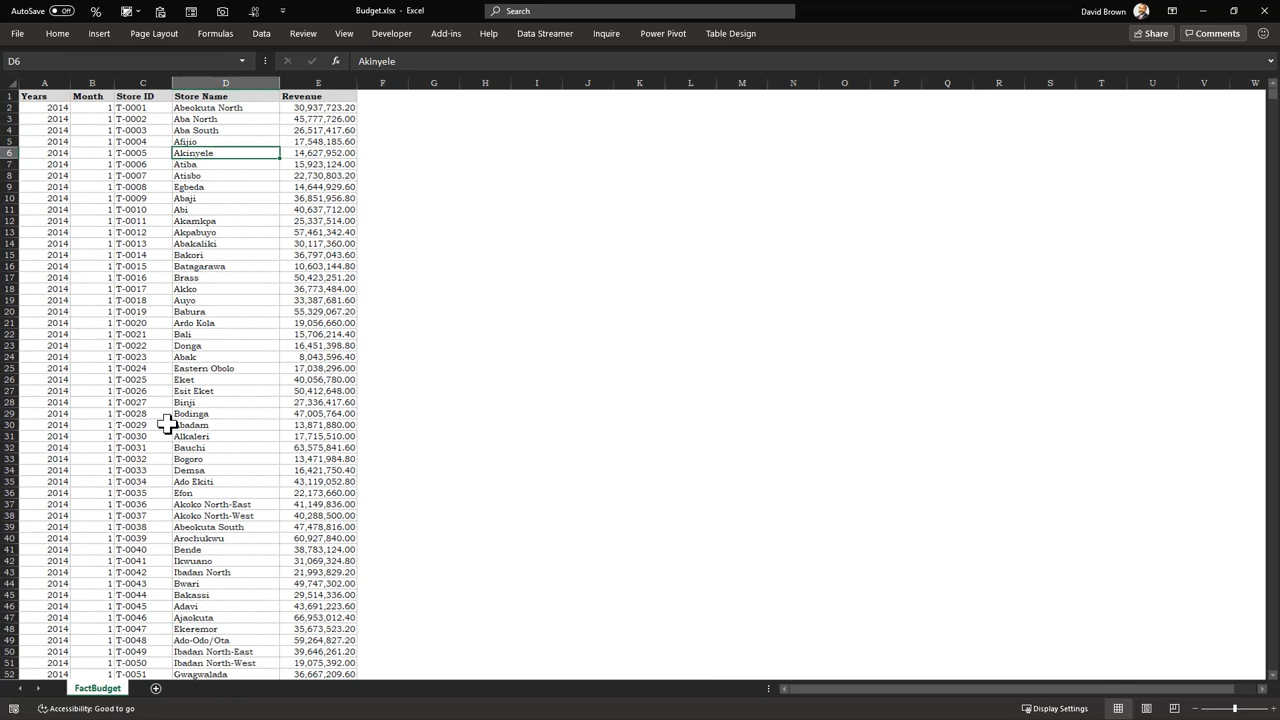 AutoSave Off Budget.xlsx - Excel Search David Brown
File Home Insert Page Layout Formulas Data Review View Developer Add-ins Help Data Streamer Inquire Power Pivot Table Design Share Comments
D6 Akinyele
A B C D E F G H I J K L M N O P Q R S T U V W
1 Years Month Store ID Store Name Revenue
2 2014 1 T-0001 Abeokuta North 30,937,723.20
3 2014 1 T-0002 Aba North 45,777,726.00
4 2014 1 T-0003 Aba South 26,517,417.60
5 2014 1 T-0004 Afijio 17,548,185.60
6 2014 1 T-0005 Akinyele 14,627,952.00
7 2014 1 T-0006 Atiba 15,923,124.00
8 2014 1 T-0007 Atisbo 22,730,803.20
9 2014 1 T-0008 Egbeda 14,644,929.60
10 2014 1 T-0009 Abaji 36,851,956.80
11 2014 1 T-0010 Abi 40,637,712.00
12 2014 1 T-0011 Akamkpa 25,337,514.00
13 2014 1 T-0012 Akpabuyo 57,461,342.40
14 2014 1 T-0013 Abakaliki 30,117,360.00
15 2014 1 T-0014 Bakori 36,797,043.60
16 2014 1 T-0015 Batagarawa 10,603,144.80
17 2014 1 T-0016 Brass 50,423,251.20
18 2014 1 T-0017 Akko 36,773,484.00
19 2014 1 T-0018 Auyo 33,387,681.60
20 2014 1 T-0019 Babura 55,329,067.20
21 2014 1 T-0020 Ardo Kola 19,056,660.00
22 2014 1 T-0021 Bali 15,706,214.40
23 2014 1 T-0022 Donga 16,451,398.80
24 2014 1 T-0023 Abak 8,043,596.40
25 2014 1 T-0024 Eastern Obolo 17,038,296.00
26 2014 1 T-0025 Eket 40,056,780.00
27 2014 1 T-0026 Esit Eket 50,412,648.00
28 2014 1 T-0027 Binji 27,336,417.60
29 2014 1 T-0028 Bodinga 47,005,764.00
30 2014 1 T-0029 Abadam 13,871,880.00
31 2014 1 T-0030 Alkaleri 17,715,510.00
32 2014 1 T-0031 Bauchi 63,575,841.60
33 2014 1 T-0032 Bogoro 13,471,984.80
34 2014 1 T-0033 Demsa 16,421,750.40
35 2014 1 T-0034 Ado Ekiti 43,119,052.80
36 2014 1 T-0035 Efon 22,173,660.00
37 2014 1 T-0036 Akoko North-East 41,149,836.00
38 2014 1 T-0037 Akoko North-West 40,288,500.00
39 2014 1 T-0038 Abeokuta South 47,478,816.00
40 2014 1 T-0039 Arochukwu 60,927,840.00
41 2014 1 T-0040 Bende 38,783,124.00
42 2014 1 T-0041 Ikwuano 31,069,324.80
43 2014 1 T-0042 Ibadan North 21,993,829.20
44 2014 1 T-0043 Bwari 49,747,302.00
45 2014 1 T-0044 Bakassi 29,514,336.00
46 2014 1 T-0045 Adavi 43,691,223.60
47 2014 1 T-0046 Ajaokuta 66,953,012.40
48 2014 1 T-0047 Ekeremor 35,673,523.20
49 2014 1 T-0048 Ado-Odo/Ota 59,264,827.20
50 2014 1 T-0049 Ibadan North-East 39,646,261.20
51 2014 1 T-0050 Ibadan North-West 19,075,392.00
52 2014 1 T-0051 Gwagwalada 36,667,209.60
FactBudget
Accessibility: Good to go Display Settings